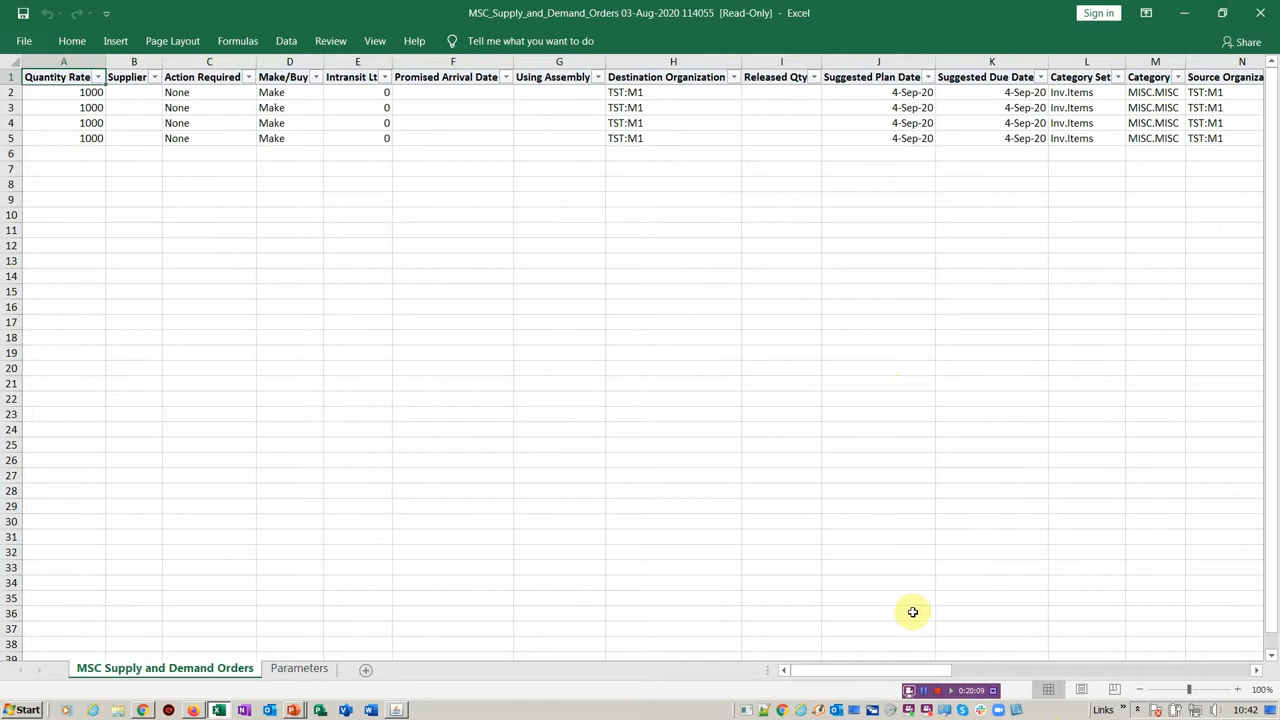 MSC_Supply_and_Demand_Orders 03-Aug-2020 114055 [Read-Only] - Excel
Sign in
File Home Insert Page Layout Formulas Data Review View Help Tell me what you want to do
Share
A B C D E F G H I J K L M N
1 Quantity Rate Supplier Action Required Make/Buy Intransit Lt Promised Arrival Date Using Assembly Destination Organization Released Qty Suggested Plan Date Suggested Due Date Category Set Category Source Organiza
2 1000 None Make 0 TST:M1 4-Sep-20 4-Sep-20 Inv.Items MISC.MISC TST:M1
3 1000 None Make 0 TST:M1 4-Sep-20 4-Sep-20 Inv.Items MISC.MISC TST:M1
4 1000 None Make 0 TST:M1 4-Sep-20 4-Sep-20 Inv.Items MISC.MISC TST:M1
5 1000 None Make 0 TST:M1 4-Sep-20 4-Sep-20 Inv.Items MISC.MISC TST:M1
6
7
8
9
10
11
12
13
14
15
16
17
18
19
20
21
22
23
24
25
26
27
28
29
30
31
32
33
34
35
36
37
38
39
MSC Supply and Demand Orders Parameters
0:20:09
100%
Start
Links »
10:42